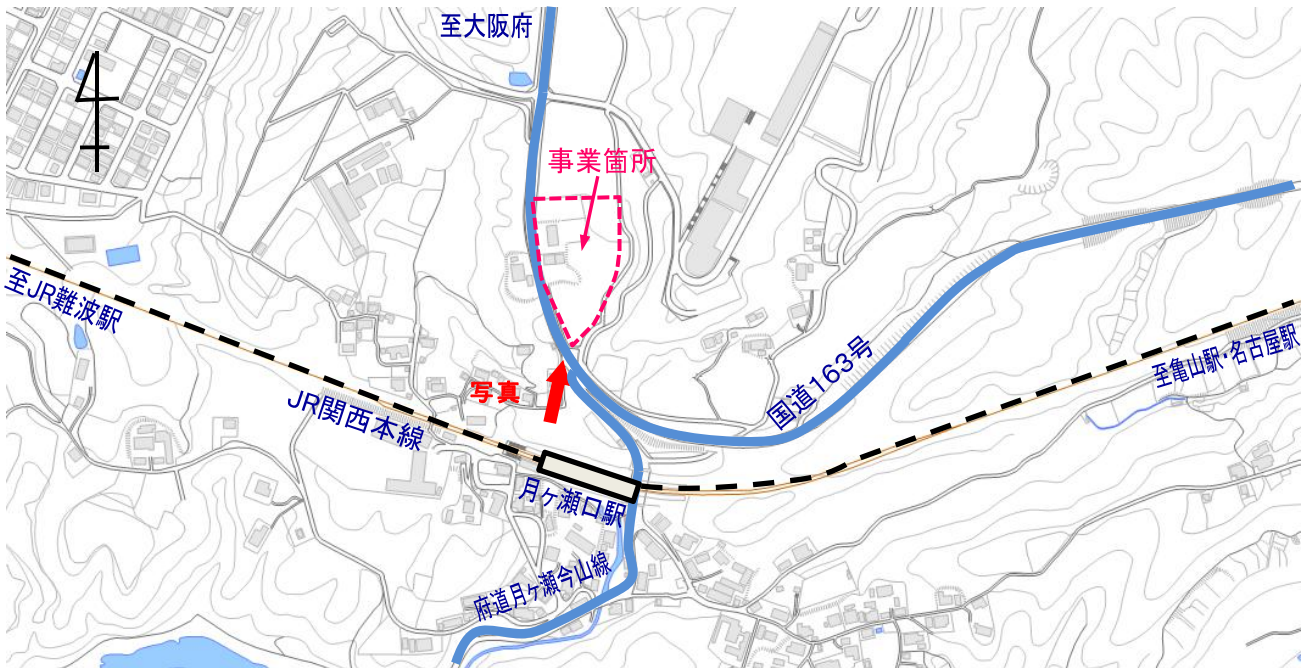 至大阪府
事業箇所
至JR難波駅
JR関西本線
写真
国道163号
至亀山駅・名古屋駅
月ヶ瀬口駅
府道月ヶ瀬今山線